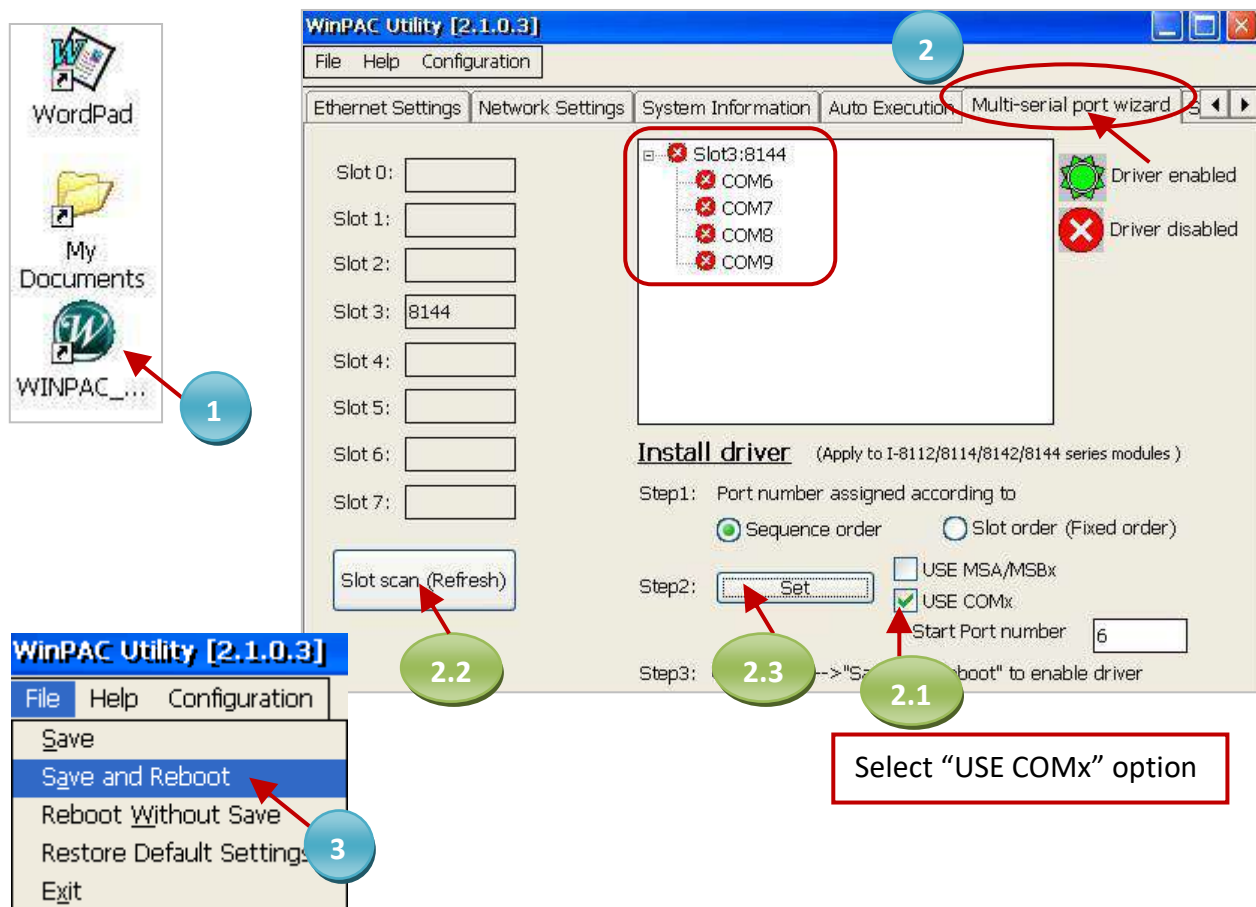 WordPad
My
Documents
WINPAC_...
1
WinPAC Utility [2.1.0.3]
File Help Configuration
2
Ethernet Settings Network Settings System Information Auto Execution Multi-serial port wizard S
Slot 0:
Slot 1:
Slot 2:
Slot 3: 8144
Slot 4:
Slot 5:
Slot 6:
Slot 7:
Slot scan (Refresh)
2.2
Slot3:8144
COM6
COM7
COM8
COM9
Driver enabled
Driver disabled
Install driver (Apply to I-8112/8114/8142/8144 series modules )
Step1: Port number assigned according to
Sequence order Slot order (Fixed order)
Step2: Set
USE MSA/MSBx
USE COMx
Start Port number 6
Step3: -->"Sa boot" to enable driver
2.3
2.1
Select “USE COMx” option
WinPAC Utility [2.1.0.3]
File Help Configuration
Save
Save and Reboot
Reboot Without Save
Restore Default Settings
Exit
3